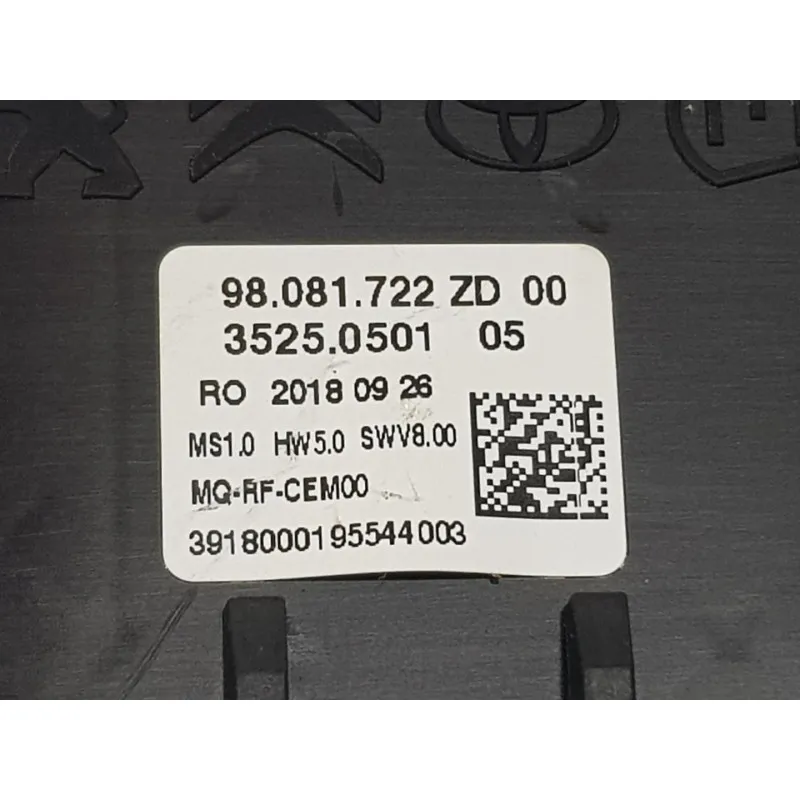 98.081.722 ZD 00
3525.0501 05
RO 2018 09 26
MS1.0 HW5.0 SWV8.00
MQ-RF-CEM00
3918000195544003